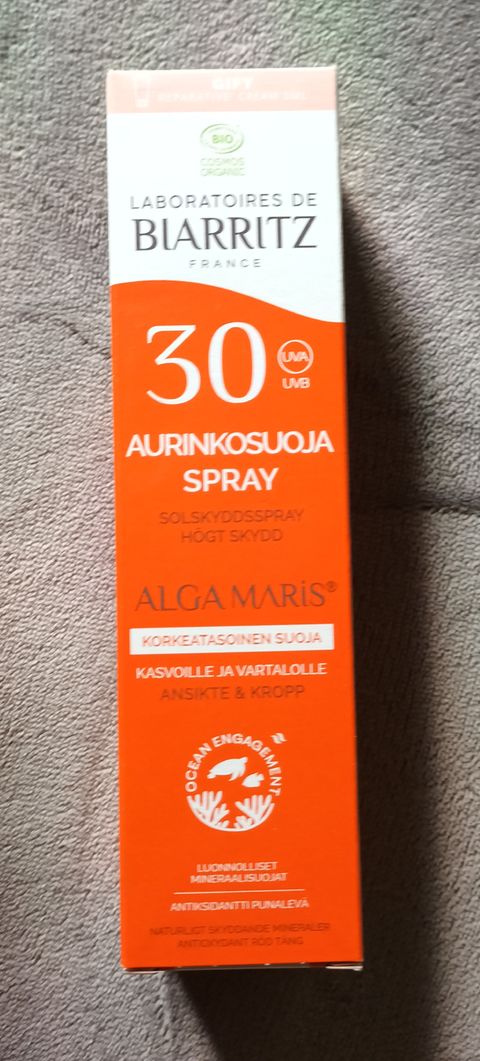 GIFT
REPARATIVE CREAM 5ML
BIO
COSMOS
ORGANIC
LABORATOIRES DE
BIARRITZ
FRANCE
30
UVA
UVB
AURINKOSUOJA
SPRAY
SOLSKYDDSSPRAY
HÖGT SKYDD
ALGA MARiS®
KORKEATASOINEN SUOJA
KASVOILLE JA VARTALOLLE
ANSIKTE & KROPP
OCEAN ENGAGEMENT
LUONNOLLISET
MINERAALISUOJAT
ANTIKSIDANTTI PUNALEVÄ
NATURLIGT SKYDDANDE MINERALER
ANTIOXYDANT RÖD TÅNG